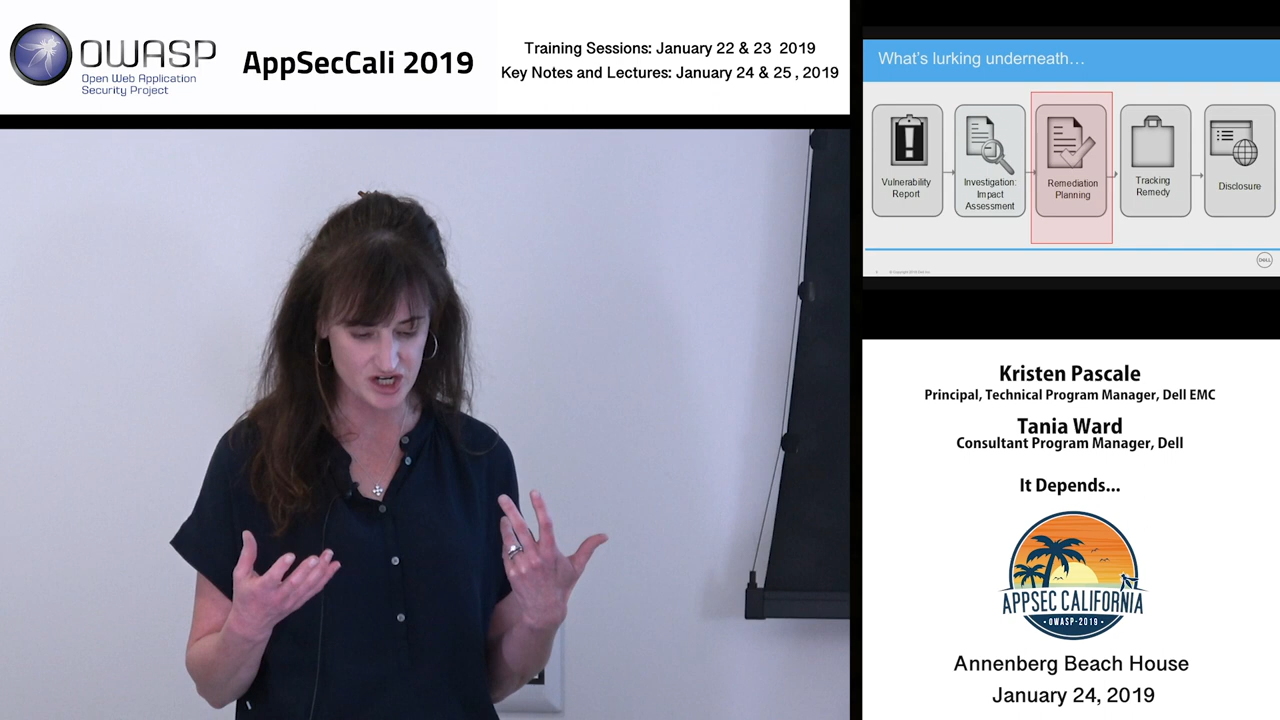 OWASP
Open Web Application
Security Project
AppSecCali 2019
Training Sessions: January 22 & 23 2019
Key Notes and Lectures: January 24 & 25 , 2019
What's lurking underneath…
Vulnerability
Report
Investigation:
Impact
Assessment
Remediation
Planning
Tracking
Remedy
Disclosure
DELL
Kristen Pascale
Principal, Technical Program Manager, Dell EMC
Tania Ward
Consultant Program Manager, Dell
It Depends...
APPSEC CALIFORNIA
• OWASP-2019 •
Annenberg Beach House
January 24, 2019